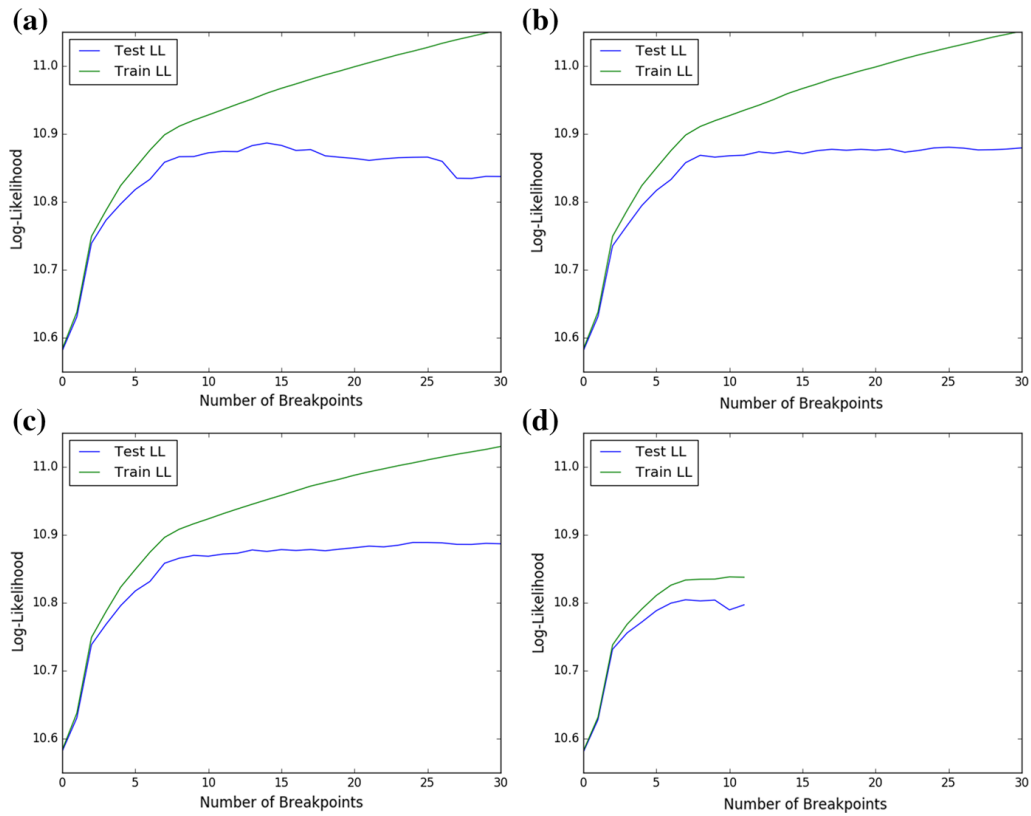 (a)
Test LL
Train LL
11.0
10.9
10.8
10.7
10.6
Log-Likelihood
0 5 10 15 20 25 30
Number of Breakpoints
(b)
Test LL
Train LL
11.0
10.9
10.8
10.7
10.6
Log-Likelihood
0 5 10 15 20 25 30
Number of Breakpoints
(c)
Test LL
Train LL
11.0
10.9
10.8
10.7
10.6
Log-Likelihood
0 5 10 15 20 25 30
Number of Breakpoints
(d)
Test LL
Train LL
11.0
10.9
10.8
10.7
10.6
Log-Likelihood
0 5 10 15 20 25 30
Number of Breakpoints